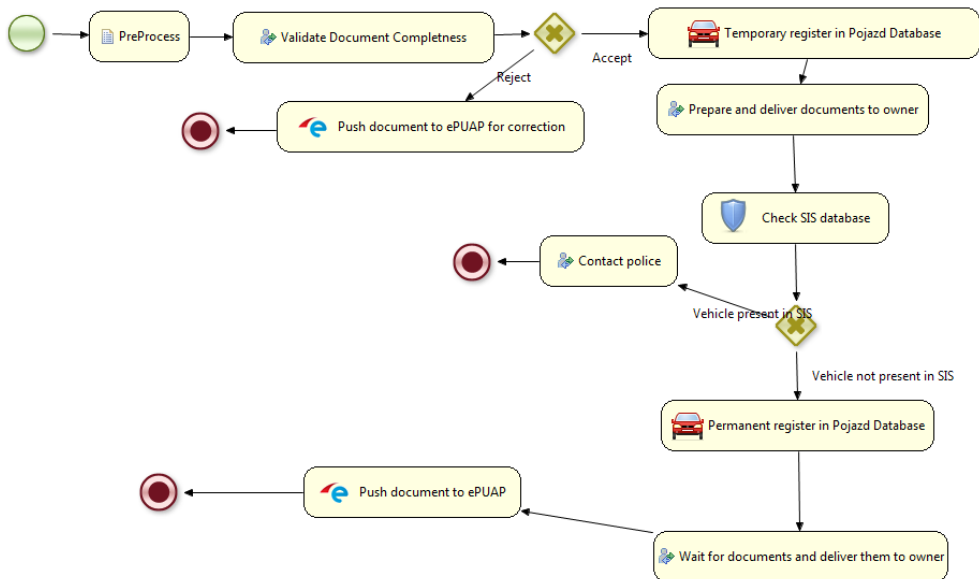 PreProcess
Validate Document Completness
Temporary register in Pojazd Database
Reject
Accept
Prepare and deliver documents to owner
Push document to ePUAP for correction
Check SIS database
Contact police
Vehicle present in SIS
Vehicle not present in SIS
Permanent register in Pojazd Database
Push document to ePUAP
Wait for documents and deliver them to owner